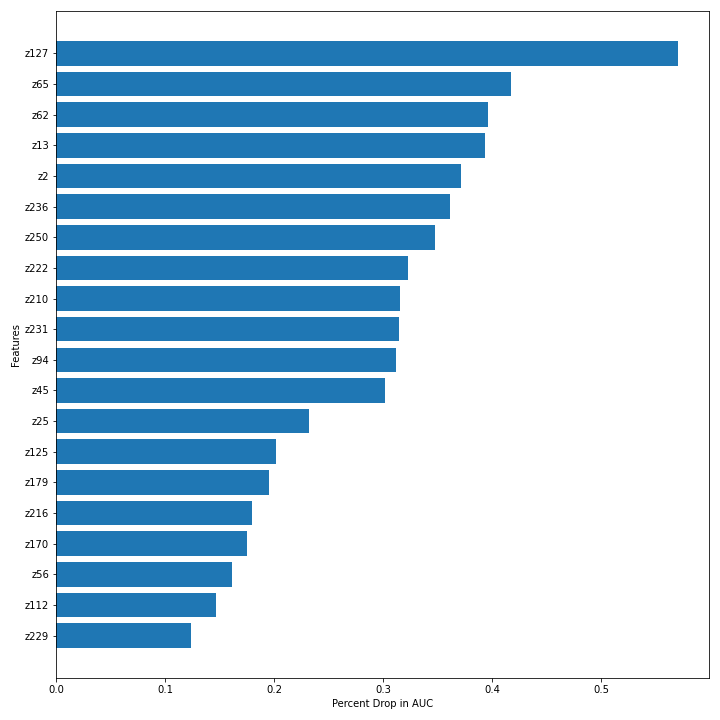 z127
z65
z62
z13
z2
z236
z250
z222
z210
z231
z94
z45
z25
z125
z179
z216
z170
z56
z112
z229
Features
0.0 0.1 0.2 0.3 0.4 0.5
Percent Drop in AUC